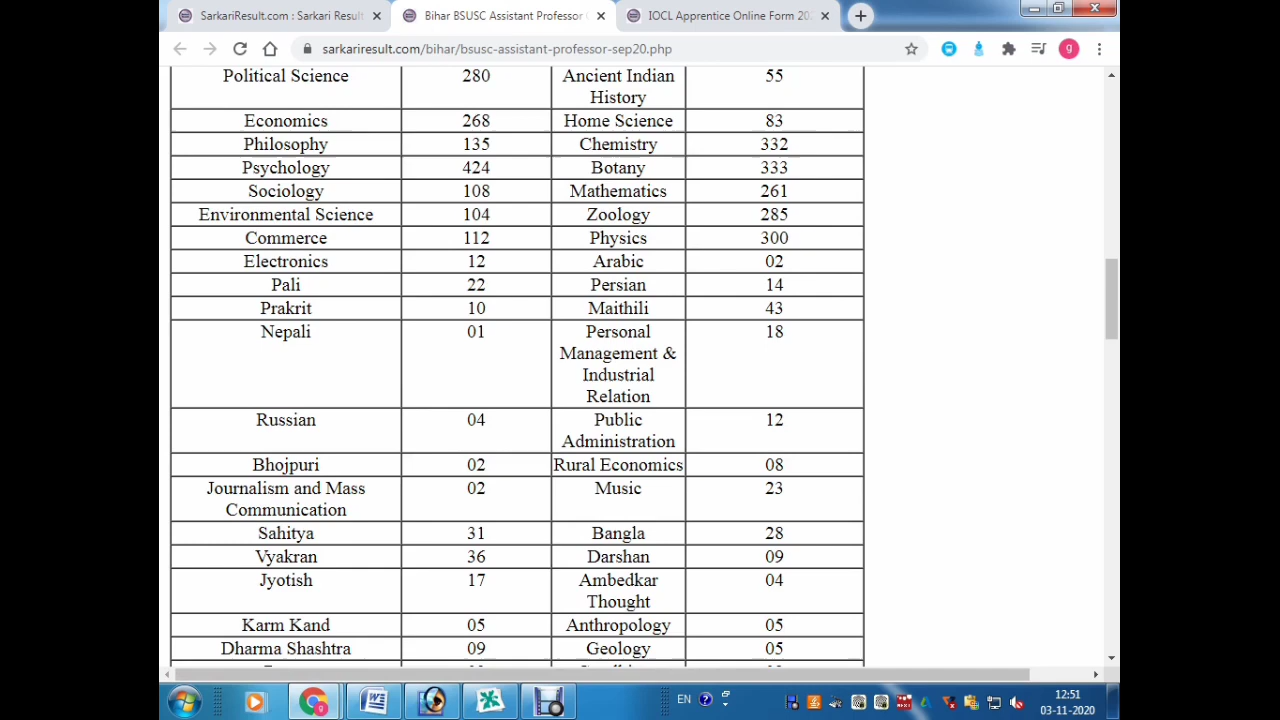 SarkariResult.com : Sarkari Result
Bihar BSUSC Assistant Professor
IOCL Apprentice Online Form 20
sarkariresult.com/bihar/bsusc-assistant-professor-sep20.php
g
Political Science 280 Ancient Indian 55
History
Economics 268 Home Science 83
Philosophy 135 Chemistry 332
Psychology 424 Botany 333
Sociology 108 Mathematics 261
Environmental Science 104 Zoology 285
Commerce 112 Physics 300
Electronics 12 Arabic 02
Pali 22 Persian 14
Prakrit 10 Maithili 43
Nepali 01 Personal 18
Management &
Industrial
Relation
Russian 04 Public 12
Administration
Bhojpuri 02 Rural Economics 08
Journalism and Mass 02 Music 23
Communication
Sahitya 31 Bangla 28
Vyakran 36 Darshan 09
Jyotish 17 Ambedkar 04
Thought
Karm Kand 05 Anthropology 05
Dharma Shashtra 09 Geology 05
EN
12:51
03-11-2020